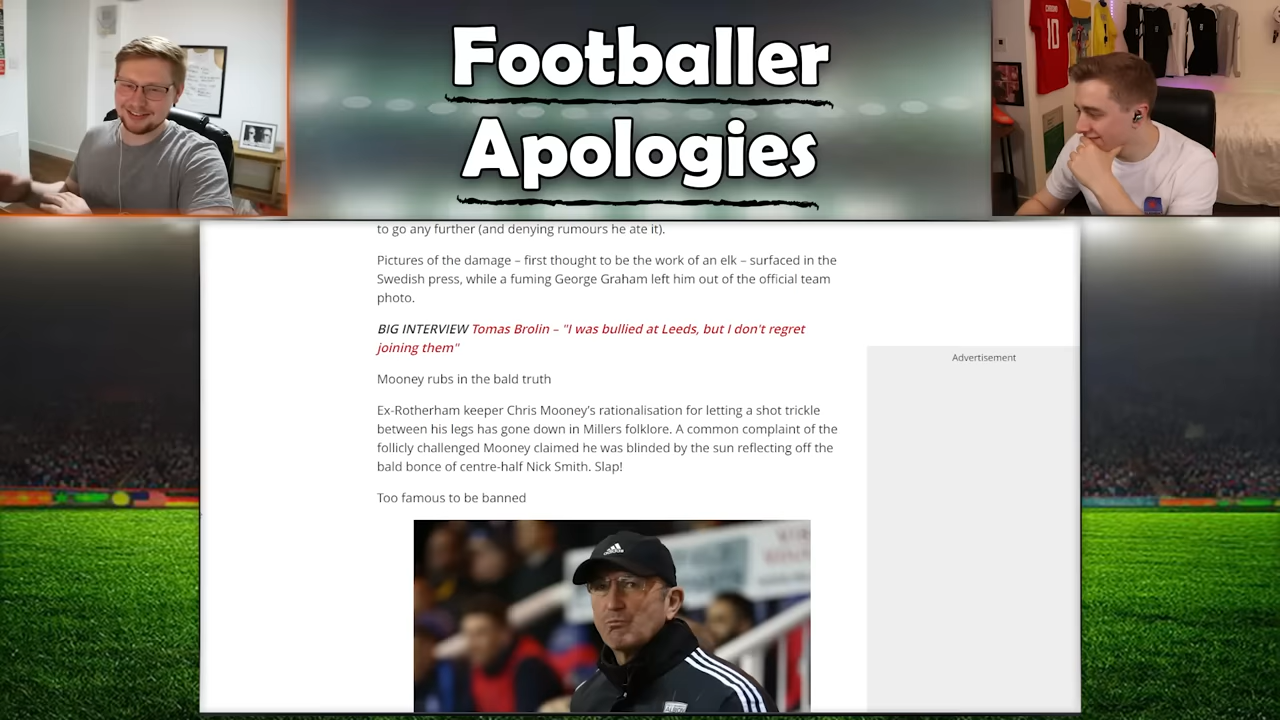 Footballer
Apologies
CARDONA
10
to go any further (and denying rumours he ate it).
Pictures of the damage – first thought to be the work of an elk – surfaced in the
Swedish press, while a fuming George Graham left him out of the official team
photo.
BIG INTERVIEW Tomas Brolin – "I was bullied at Leeds, but I don't regret
joining them"
Advertisement
Mooney rubs in the bald truth
Ex-Rotherham keeper Chris Mooney's rationalisation for letting a shot trickle
between his legs has gone down in Millers folklore. A common complaint of the
follicly challenged Mooney claimed he was blinded by the sun reflecting off the
bald bonce of centre-half Nick Smith. Slap!
Too famous to be banned
adidas
ALBION